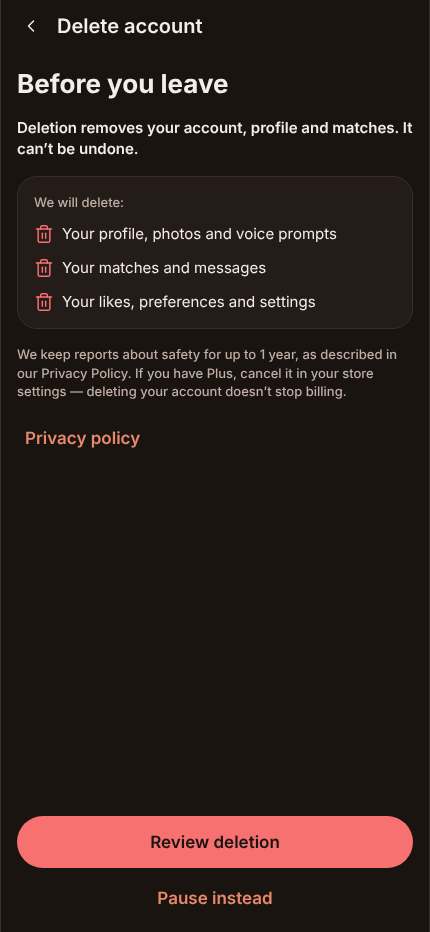 Delete account
Before you leave
Deletion removes your account, profile and matches. It
can’t be undone.
We will delete:
Your profile, photos and voice prompts
Your matches and messages
Your likes, preferences and settings
We keep reports about safety for up to 1 year, as described in
our Privacy Policy. If you have Plus, cancel it in your store
settings — deleting your account doesn’t stop billing.
Privacy policy
Review deletion
Pause instead